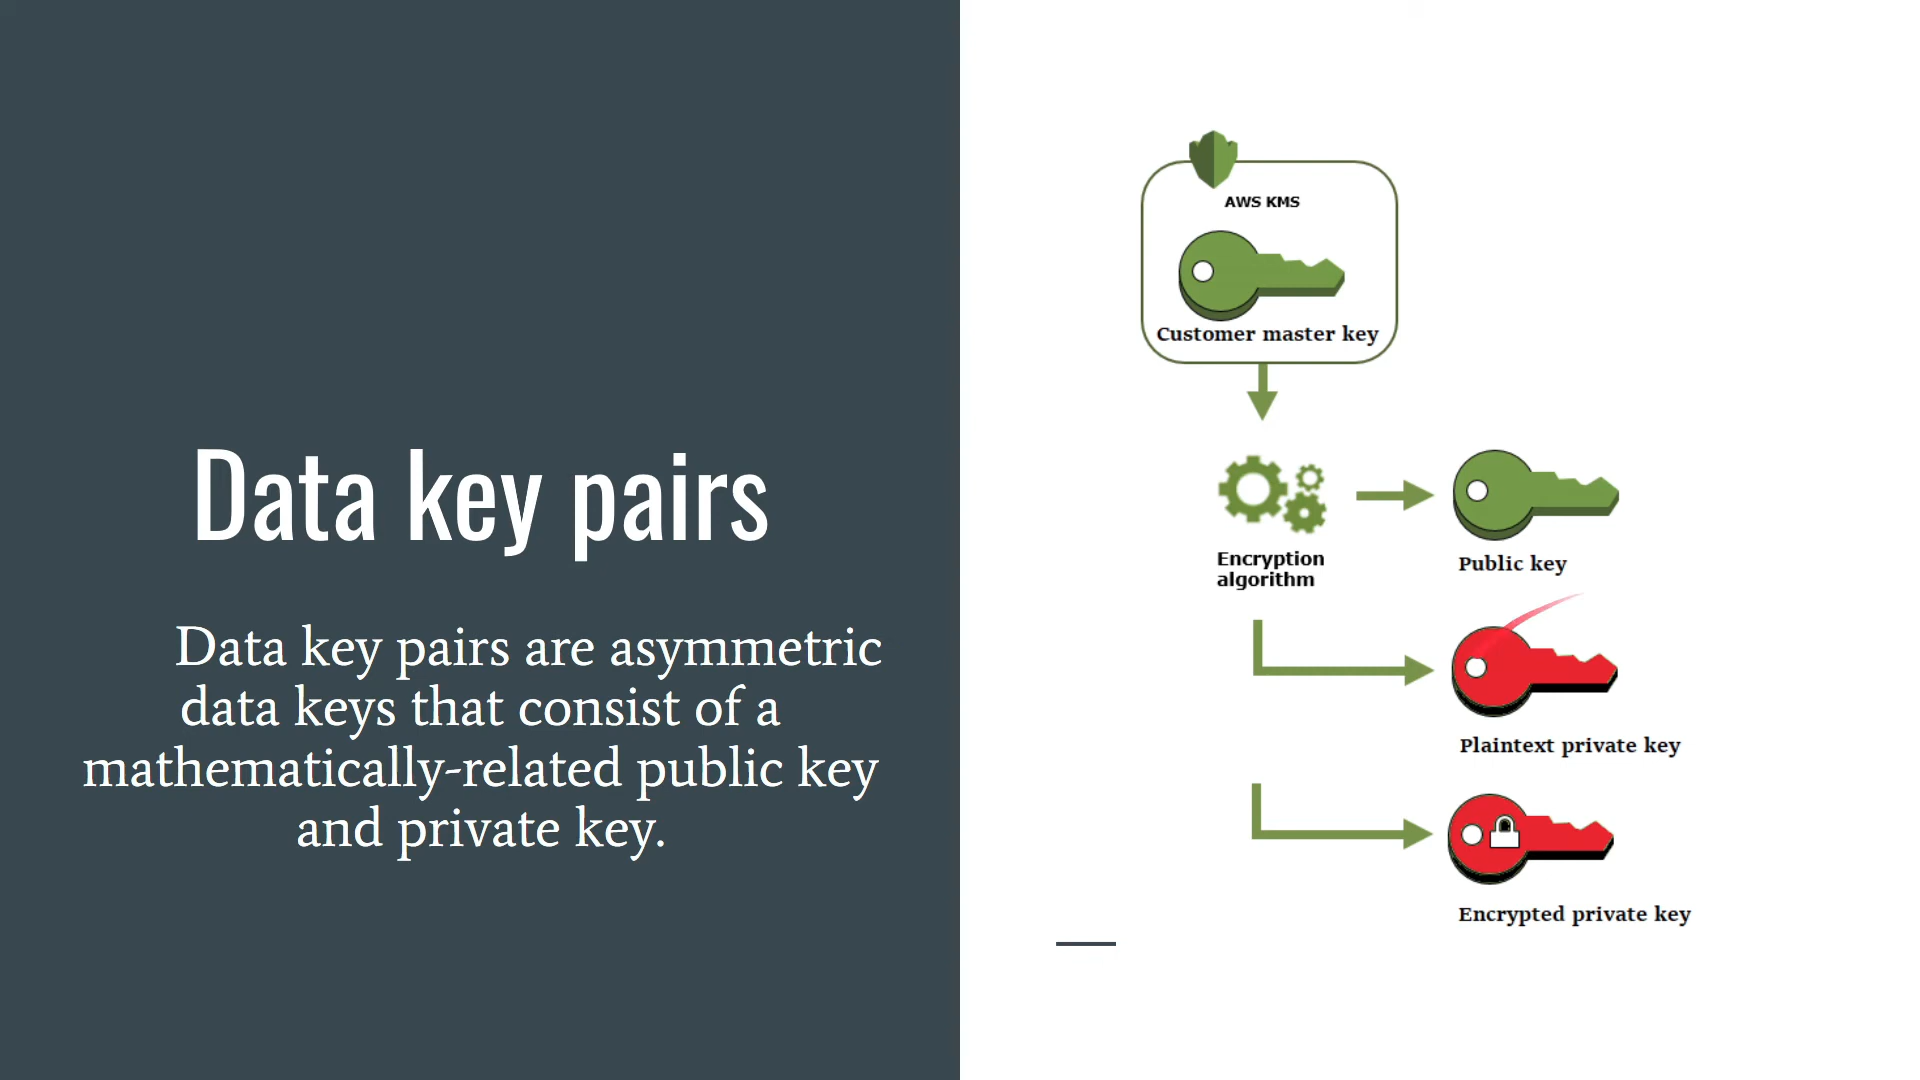 Data key pairs
Data key pairs are asymmetric
data keys that consist of a
mathematically-related public key
and private key.
AWS KMS
Customer master key
Encryption
algorithm
Public key
Plaintext private key
Encrypted private key